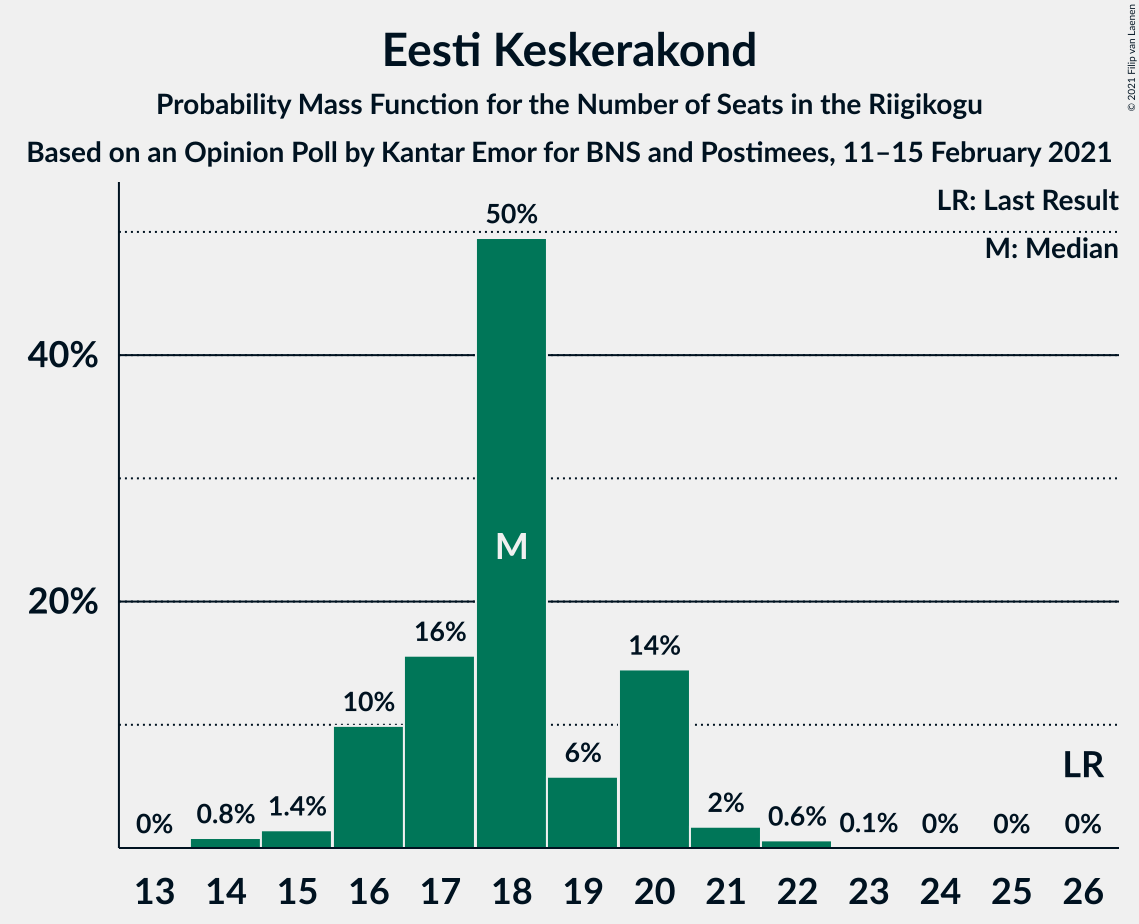 Eesti Keskerakond
Probability Mass Function for the Number of Seats in the Riigikogu
Based on an Opinion Poll by Kantar Emor for BNS and Postimees, 11–15 February 2021
© 2021 Filip van Laenen
LR: Last Result
M: Median
50%
40%
20%
M
16%
14%
10%
6%
LR
0% 0.8% 1.4% 2% 0.6% 0.1% 0% 0% 0%
13 14 15 16 17 18 19 20 21 22 23 24 25 26